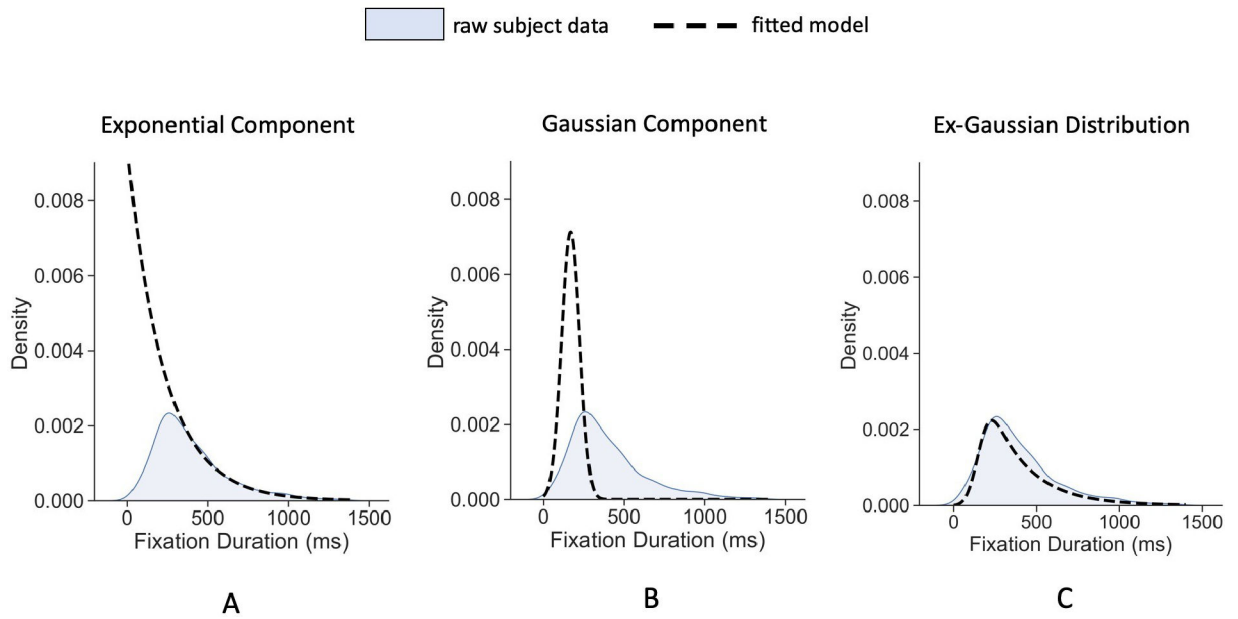 raw subject data
fitted model
Exponential Component
Gaussian Component
Ex-Gaussian Distribution
0.008
0.006
0.004
0.002
0.000
Density
0
500
1000
1500
Fixation Duration (ms)
A
0.008
0.006
0.004
0.002
0.000
Density
0
500
1000
1500
Fixation Duration (ms)
B
0.008
0.006
0.004
0.002
0.000
Density
0
500
1000
1500
Fixation Duration (ms)
C